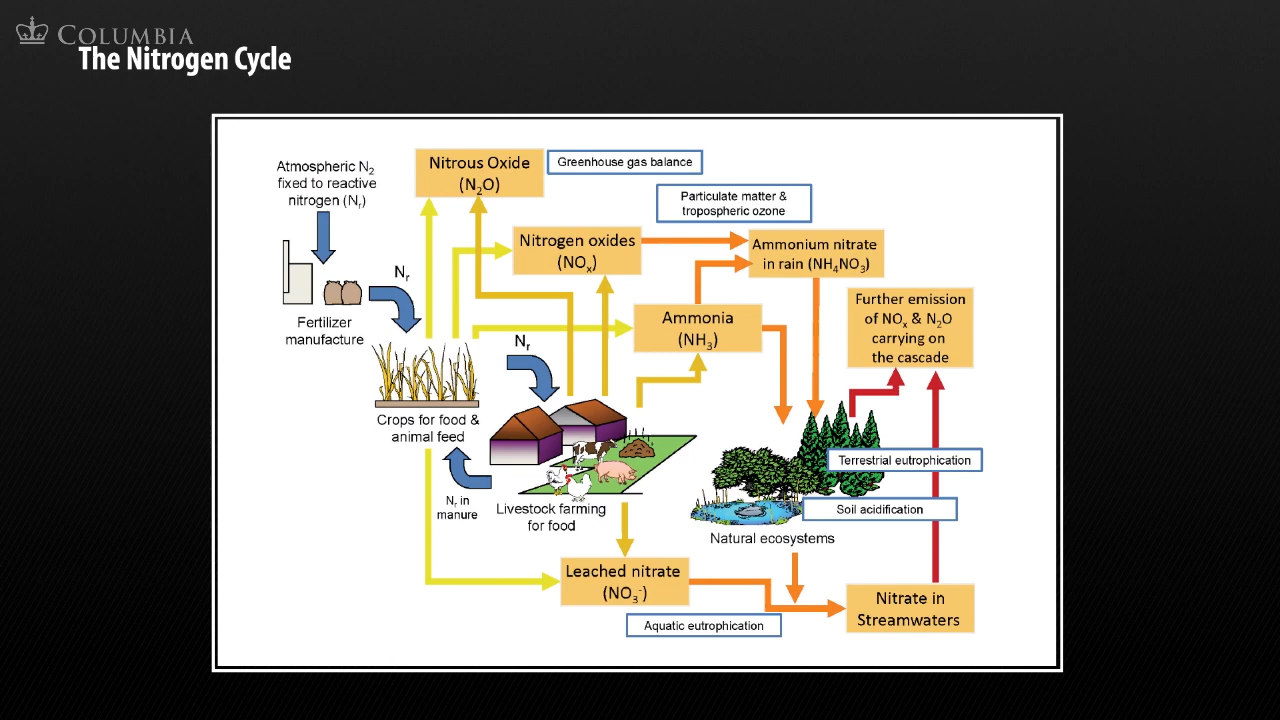 COLUMBIA
The Nitrogen Cycle
Atmospheric N₂
fixed to reactive
nitrogen (Nᵣ)
Nitrous Oxide
(N₂O)
Greenhouse gas balance
Particulate matter &
tropospheric ozone
Nitrogen oxides
(NOₓ)
Ammonium nitrate
in rain (NH₄NO₃)
Nᵣ
Fertilizer
manufacture
Ammonia
(NH₃)
Further emission
of NOₓ & N₂O
carrying on
the cascade
Nᵣ
Crops for food &
animal feed
Nᵣ in
manure
Livestock farming
for food
Terrestrial eutrophication
Soil acidification
Natural ecosystems
Leached nitrate
(NO₃⁻)
Aquatic eutrophication
Nitrate in
Streamwaters